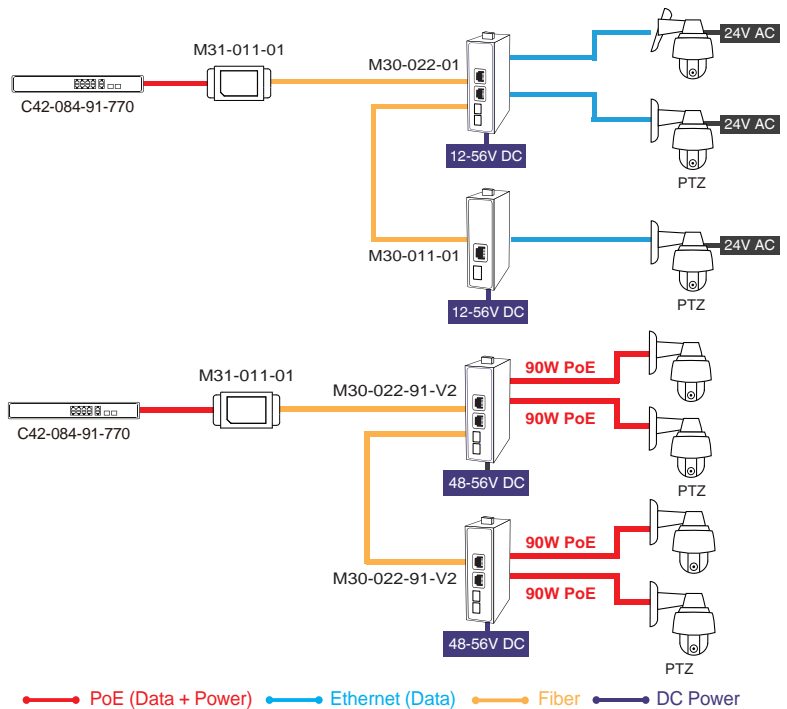 M31-011-01
M30-022-01
24V AC
C42-084-91-770
24V AC
12-56V DC
PTZ
M30-011-01
24V AC
12-56V DC
PTZ
M31-011-01
M30-022-91-V2
90W PoE
90W PoE
C42-084-91-770
48-56V DC
PTZ
90W PoE
M30-022-91-V2
90W PoE
48-56V DC
PTZ
PoE (Data + Power)
Ethernet (Data)
Fiber
DC Power